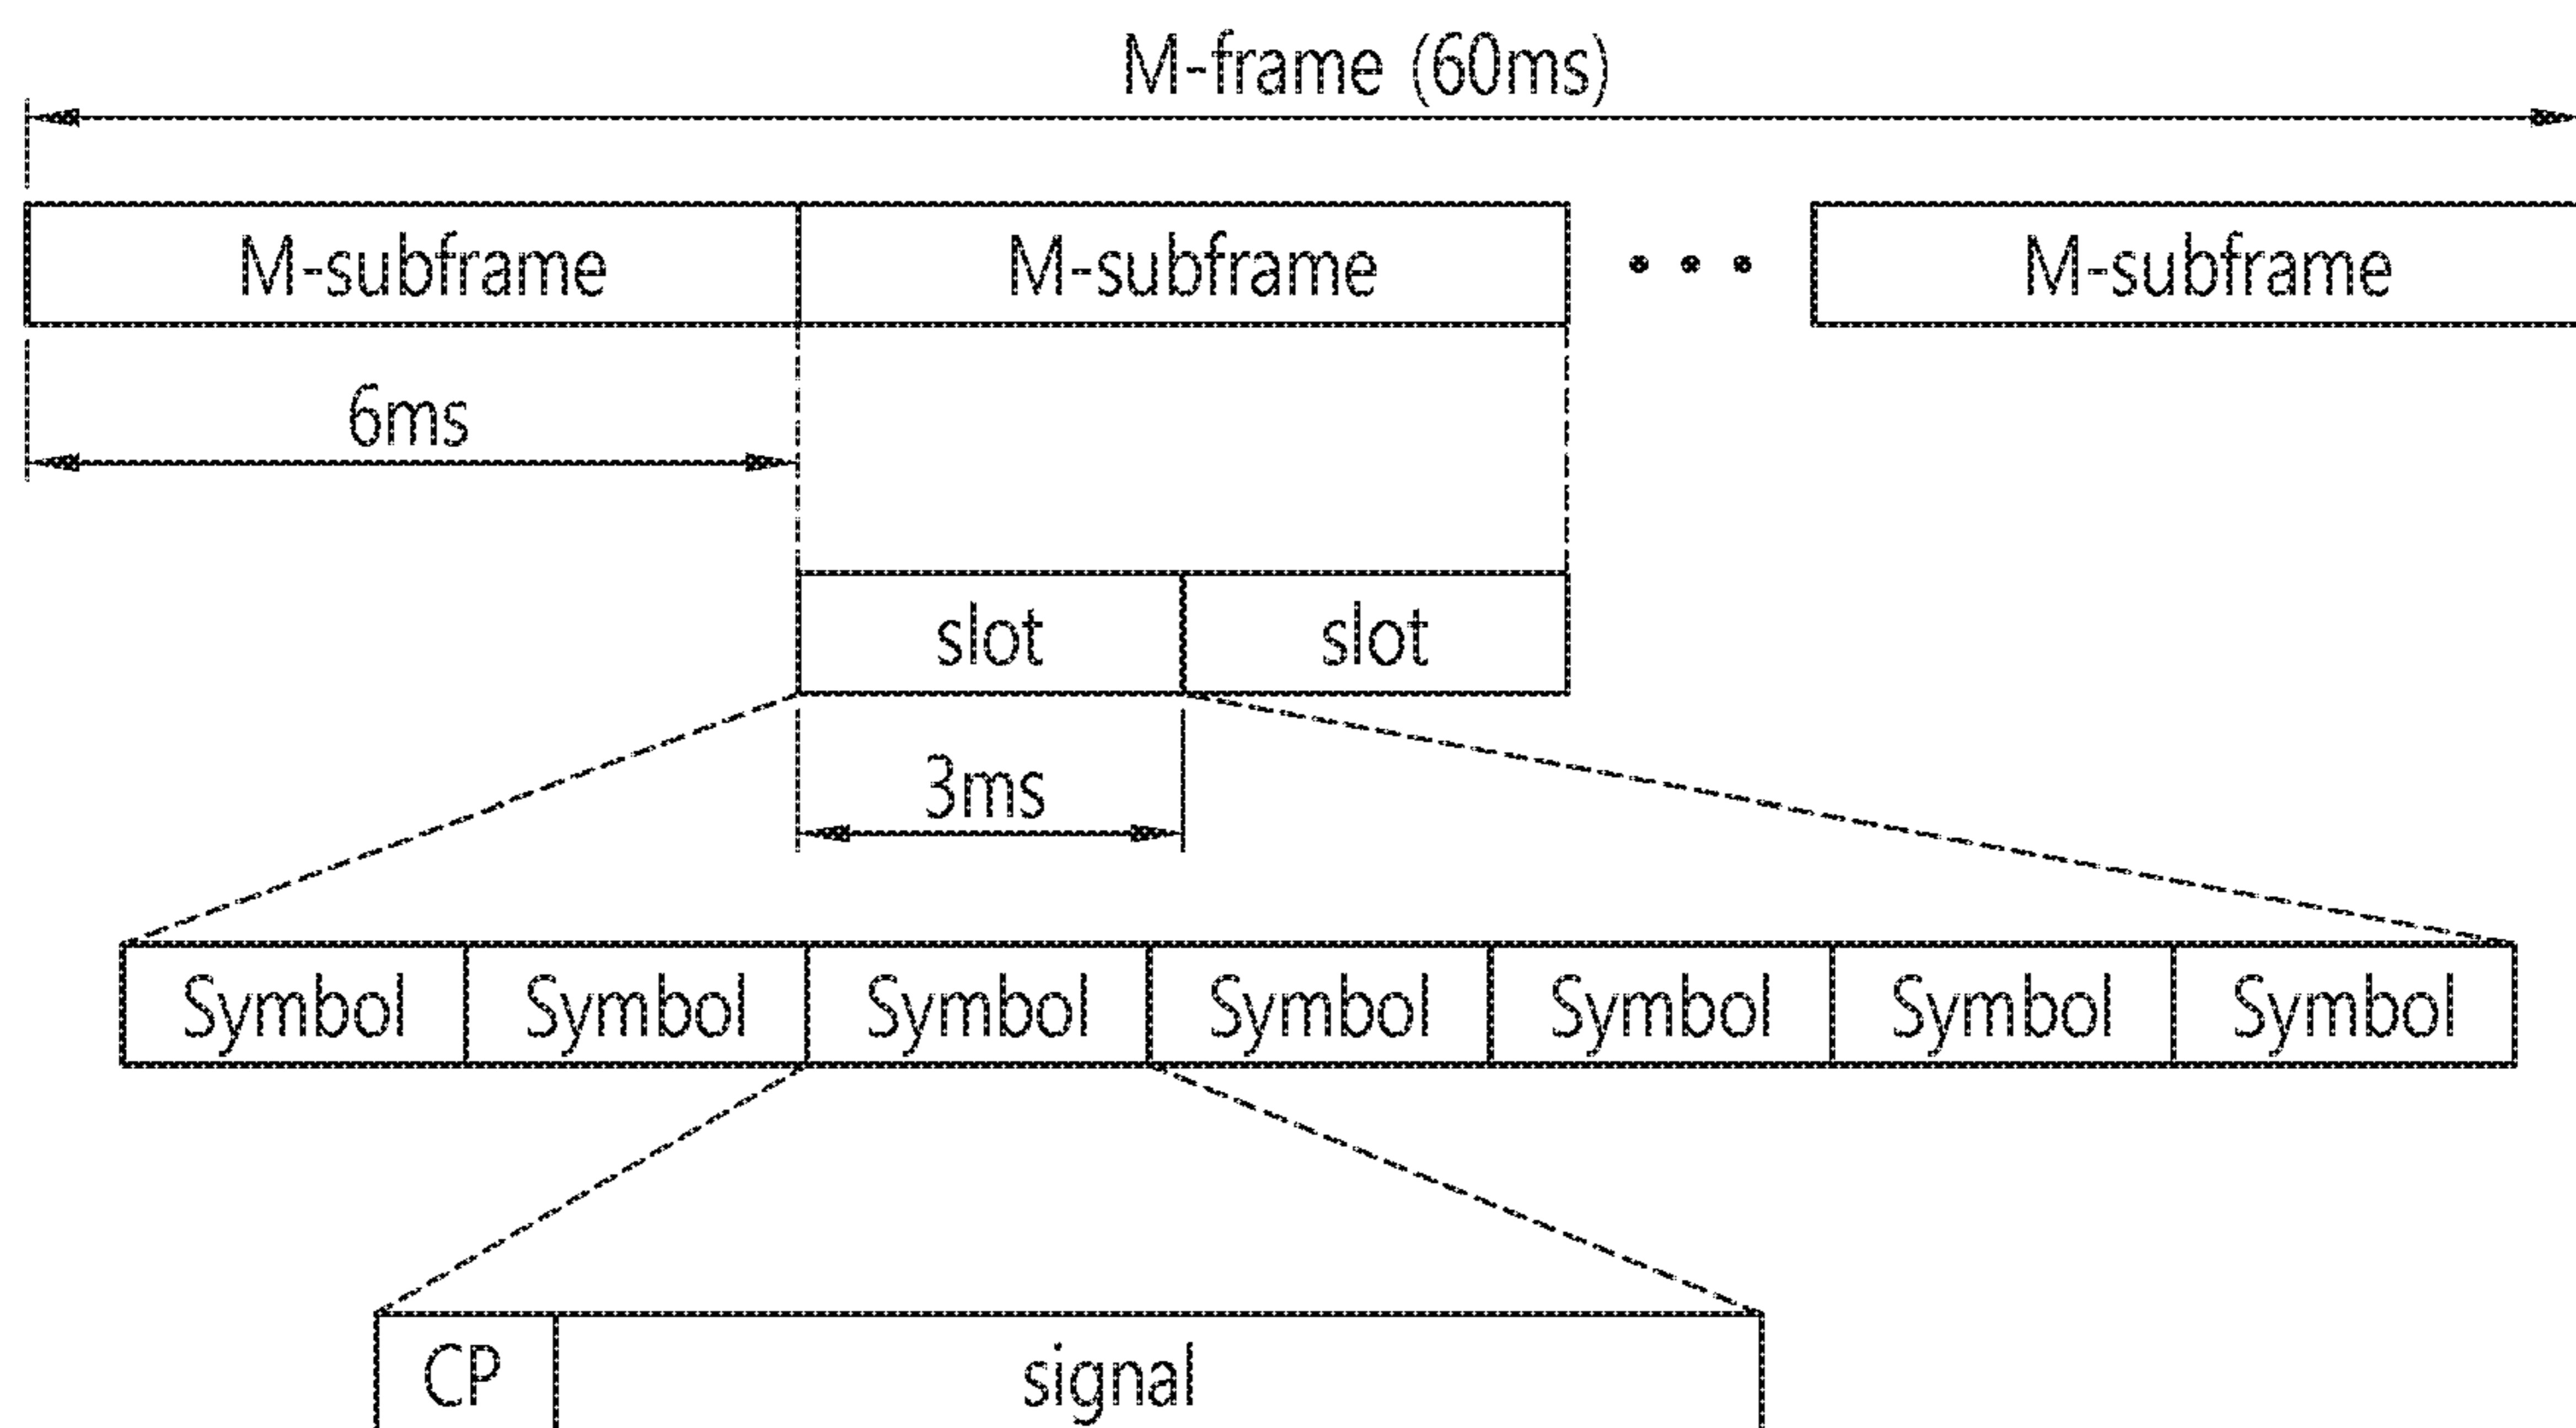 M-frame (60ms)
M-subframe M-subframe • • • M-subframe
6ms
slot slot
3ms
Symbol Symbol Symbol Symbol Symbol Symbol Symbol
CP signal